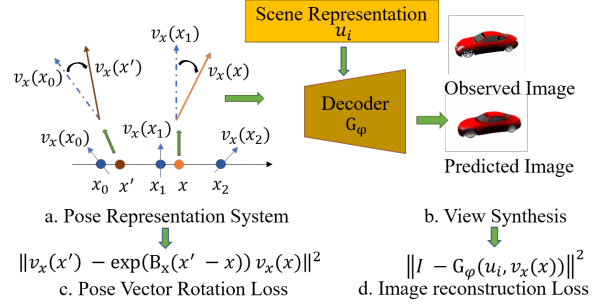 v_x(x_0)
v_x(x')
v_x(x_1)
v_x(x)
v_x(x_0)
v_x(x_1)
v_x(x_2)
x_0
x'
x_1
x
x_2
a. Pose Representation System
‖v_x(x') − exp(B_x(x' − x)) v_x(x)‖²
c. Pose Vector Rotation Loss
Scene Representation
u_i
Decoder
G_φ
Observed Image
Predicted Image
b. View Synthesis
‖I − G_φ(u_i, v_x(x))‖²
d. Image reconstruction Loss